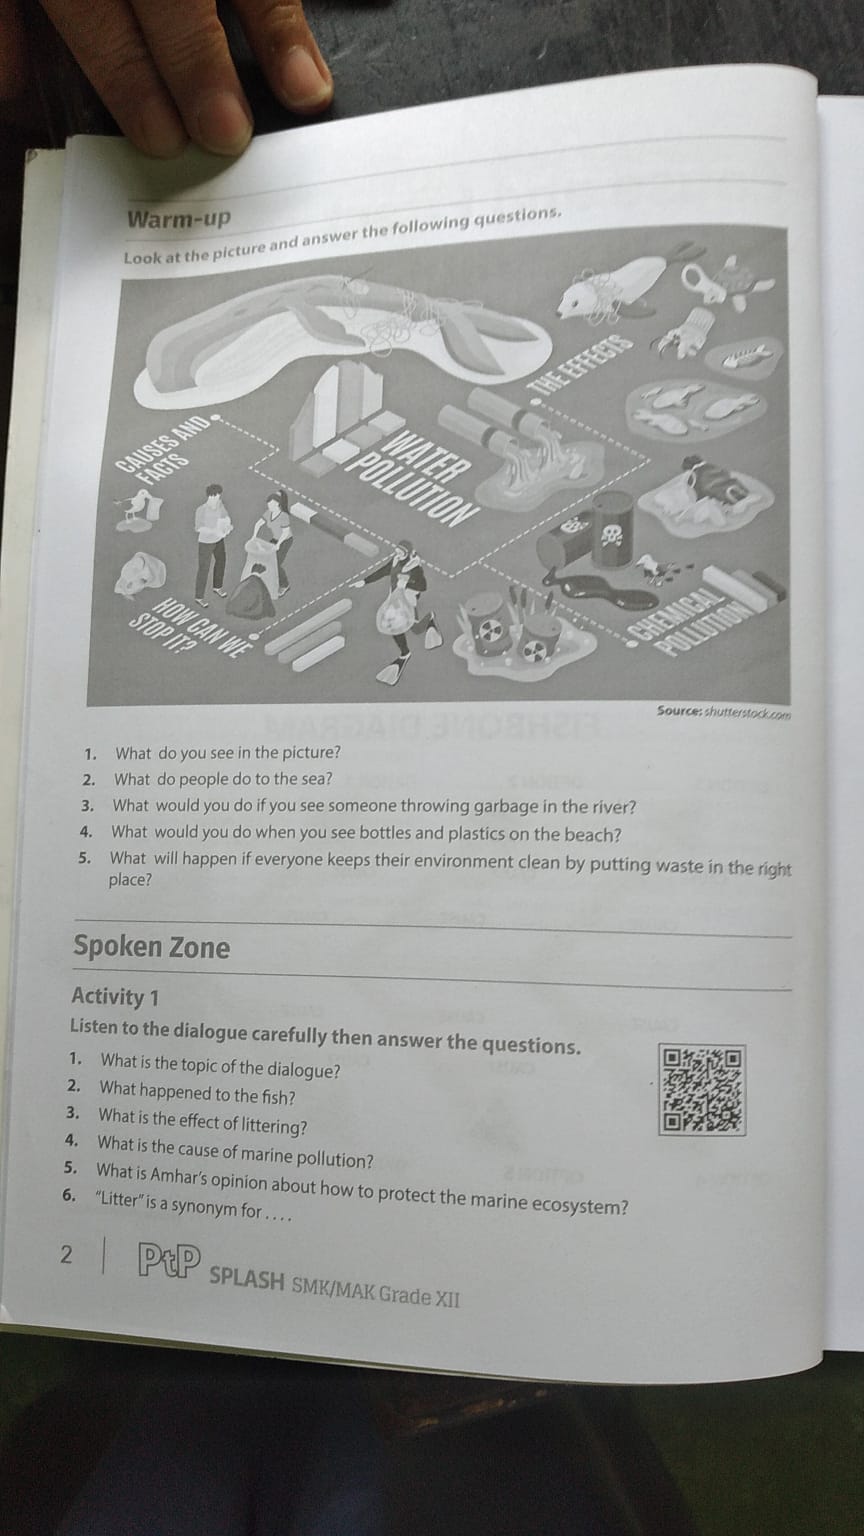 Warm-up
Look at the picture and answer the following questions.
THE EFFECTS
CAUSES AND
FACTS
WATER
POLLUTION
HOW CAN WE
STOP IT?
CHEMICAL
POLLUTION
Source: shutterstock.com
1. What do you see in the picture?
2. What do people do to the sea?
3. What would you do if you see someone throwing garbage in the river?
4. What would you do when you see bottles and plastics on the beach?
5. What will happen if everyone keeps their environment clean by putting waste in the right
place?
Spoken Zone
Activity 1
Listen to the dialogue carefully then answer the questions.
1. What is the topic of the dialogue?
2. What happened to the fish?
3. What is the effect of littering?
4. What is the cause of marine pollution?
5. What is Amhar's opinion about how to protect the marine ecosystem?
6. "Litter" is a synonym for . . . .
2 | PtP SPLASH SMK/MAK Grade XII